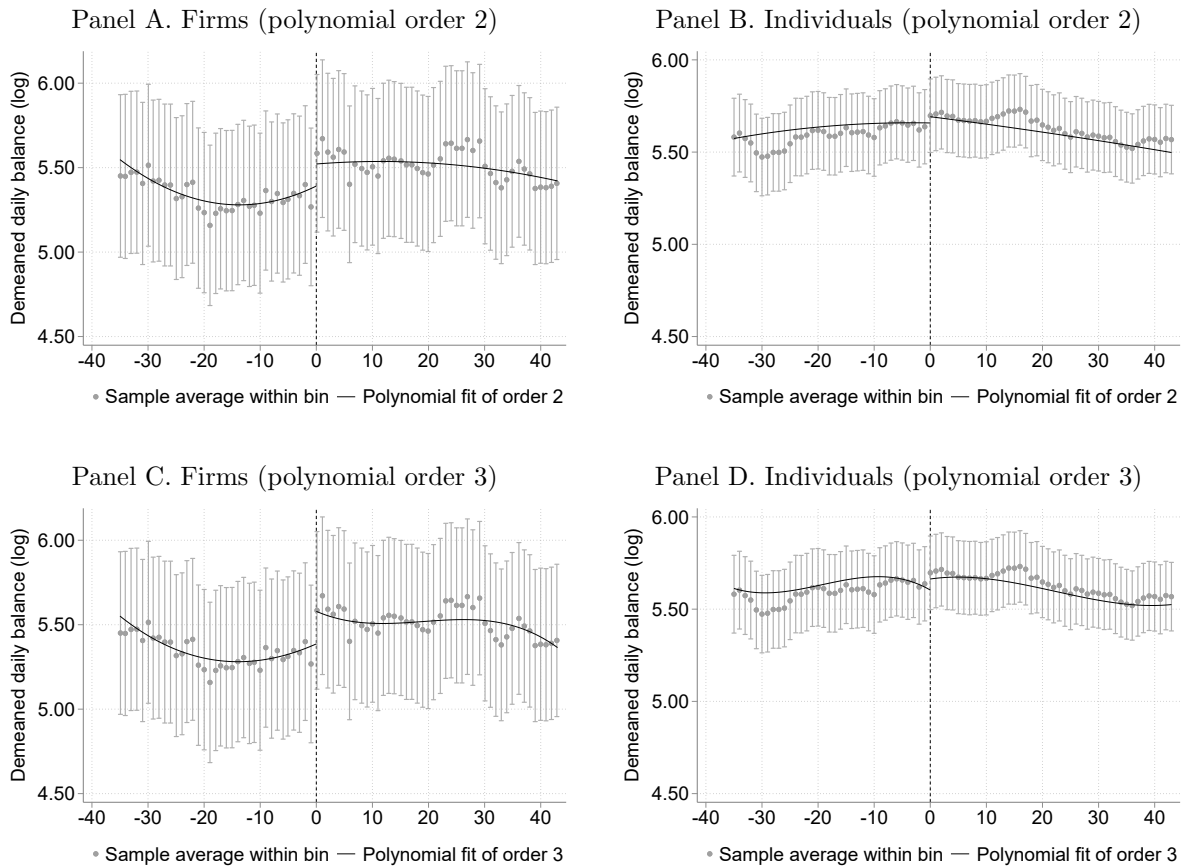 Panel A. Firms (polynomial order 2)
Demeaned daily balance (log)
6.00
5.50
5.00
4.50
-40 -30 -20 -10 0 10 20 30 40
Sample average within bin Polynomial fit of order 2
Panel B. Individuals (polynomial order 2)
Demeaned daily balance (log)
6.00
5.50
5.00
4.50
-40 -30 -20 -10 0 10 20 30 40
Sample average within bin Polynomial fit of order 2
Panel C. Firms (polynomial order 3)
Demeaned daily balance (log)
6.00
5.50
5.00
4.50
-40 -30 -20 -10 0 10 20 30 40
Sample average within bin Polynomial fit of order 3
Panel D. Individuals (polynomial order 3)
Demeaned daily balance (log)
6.00
5.50
5.00
4.50
-40 -30 -20 -10 0 10 20 30 40
Sample average within bin Polynomial fit of order 3